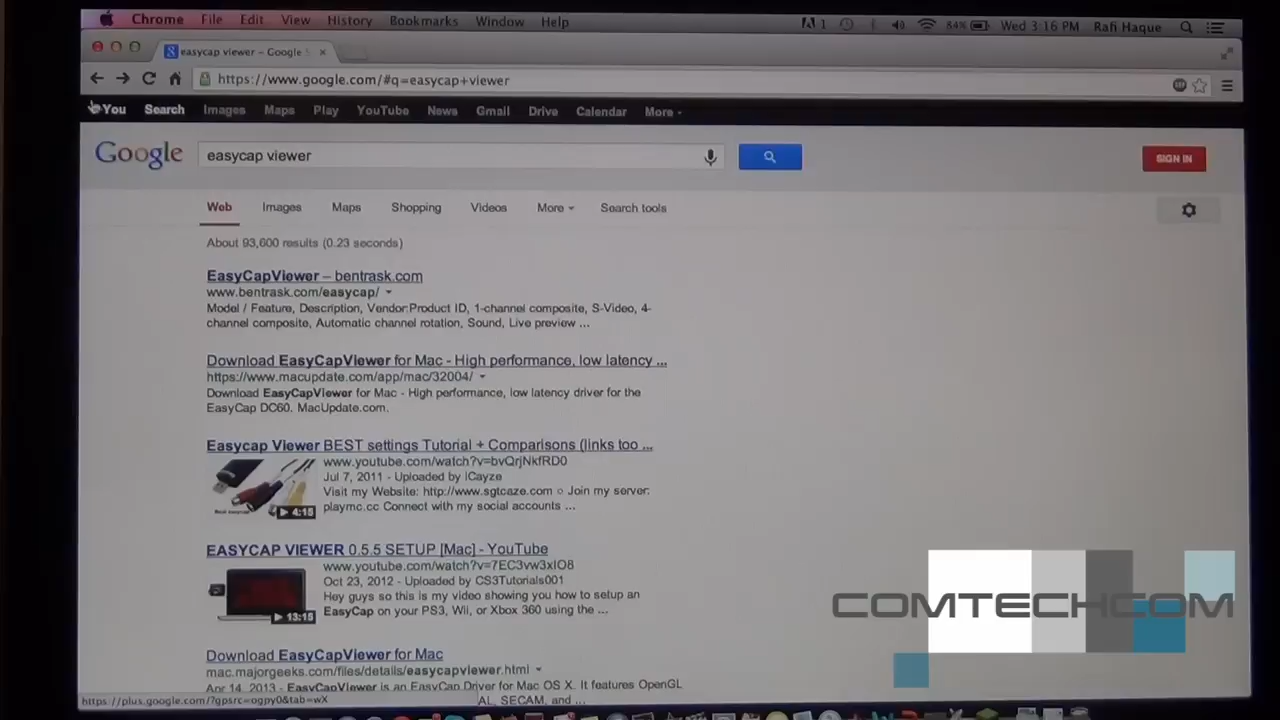 Chrome File Edit View History Bookmarks Window Help 1 84% Wed 3:16 PM Rafi Haque
easycap viewer – Google S
https://www.google.com/#q=easycap+viewer
You Search Images Maps Play YouTube News Gmail Drive Calendar More
Google easycap viewer SIGN IN
Web Images Maps Shopping Videos More Search tools
About 93,600 results (0.23 seconds)
EasyCapViewer – bentrask.com
www.bentrask.com/easycap/
Model / Feature, Description, Vendor:Product ID, 1-channel composite, S-Video, 4-
channel composite, Automatic channel rotation, Sound, Live preview ...
Download EasyCapViewer for Mac - High performance, low latency ...
https://www.macupdate.com/app/mac/32004/
Download EasyCapViewer for Mac - High performance, low latency driver for the
EasyCap DC60. MacUpdate.com.
Easycap Viewer BEST settings Tutorial + Comparisons (links too ...
www.youtube.com/watch?v=bvQrjNkfRD0
Jul 7, 2011 - Uploaded by iCayze
Visit my Website: http://www.sgtcaze.com ○ Join my server:
playmc.cc Connect with my social accounts ...
4:15
EASYCAP VIEWER 0.5.5 SETUP [Mac] - YouTube
www.youtube.com/watch?v=7EC3vw3xIO8
Oct 23, 2012 - Uploaded by CS3Tutorials001
Hey guys so this is my video showing you how to setup an
EasyCap on your PS3, Wii, or Xbox 360 using the ...
13:15
COMTECHCOM
Download EasyCapViewer for Mac
mac.majorgeeks.com/files/details/easycapviewer.html
Apr 14, 2013 - EasyCapViewer is an EasyCap Driver for Mac OS X. It features OpenGL
AL, SECAM, and ...
https://plus.google.com/?gpsrc=ogpy0&tab=wX